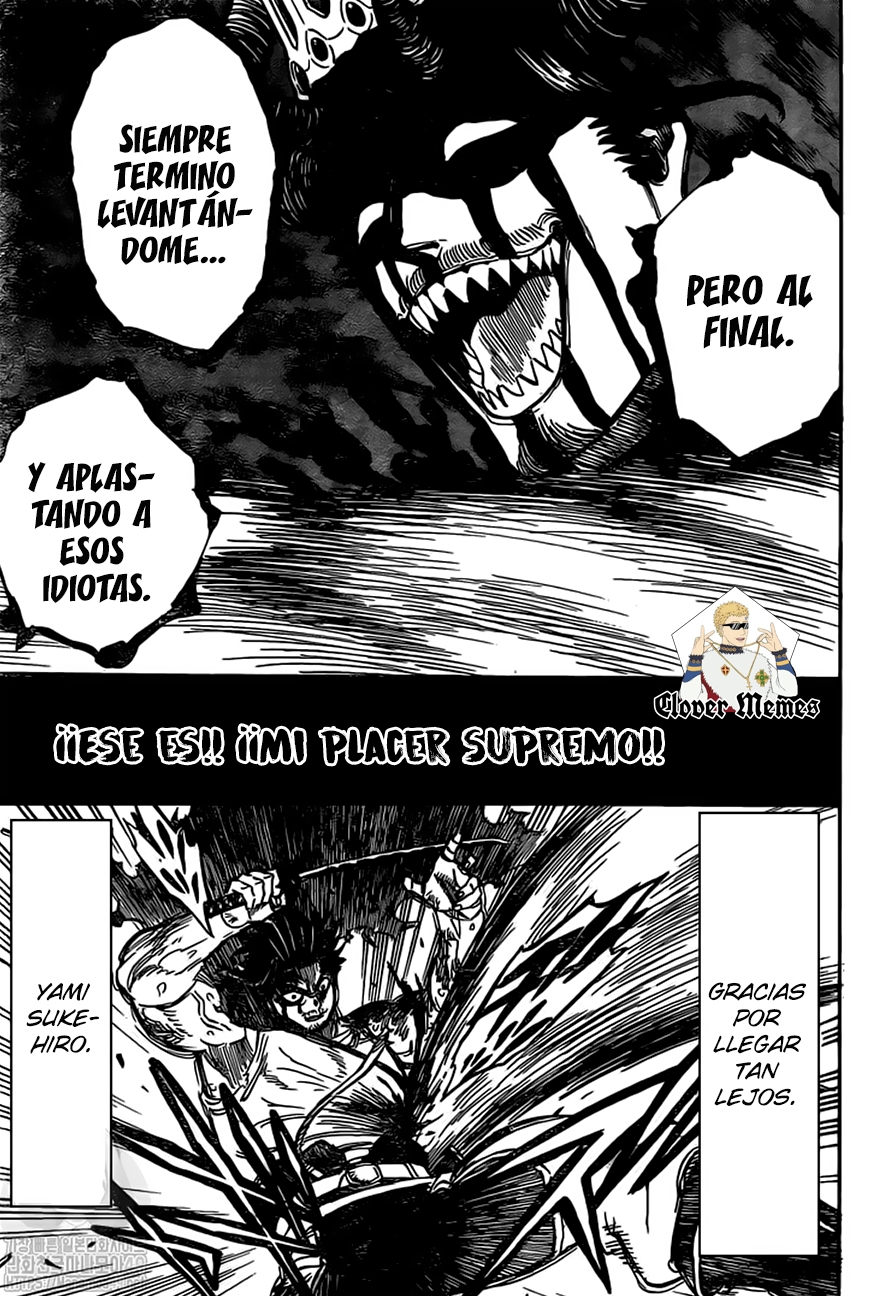 PERO AL
FINAL.
SIEMPRE
TERMINO
LEVANTÁN-
DOME...
Y APLAS-
TANDO A
ESOS
IDIOTAS.
Clover Memes
¡¡ESE ES!! ¡¡MI PLACER SUPREMO!!
GRACIAS
POR
LLEGAR
TAN
LEJOS.
YAMI
SUKE-
HIRO.